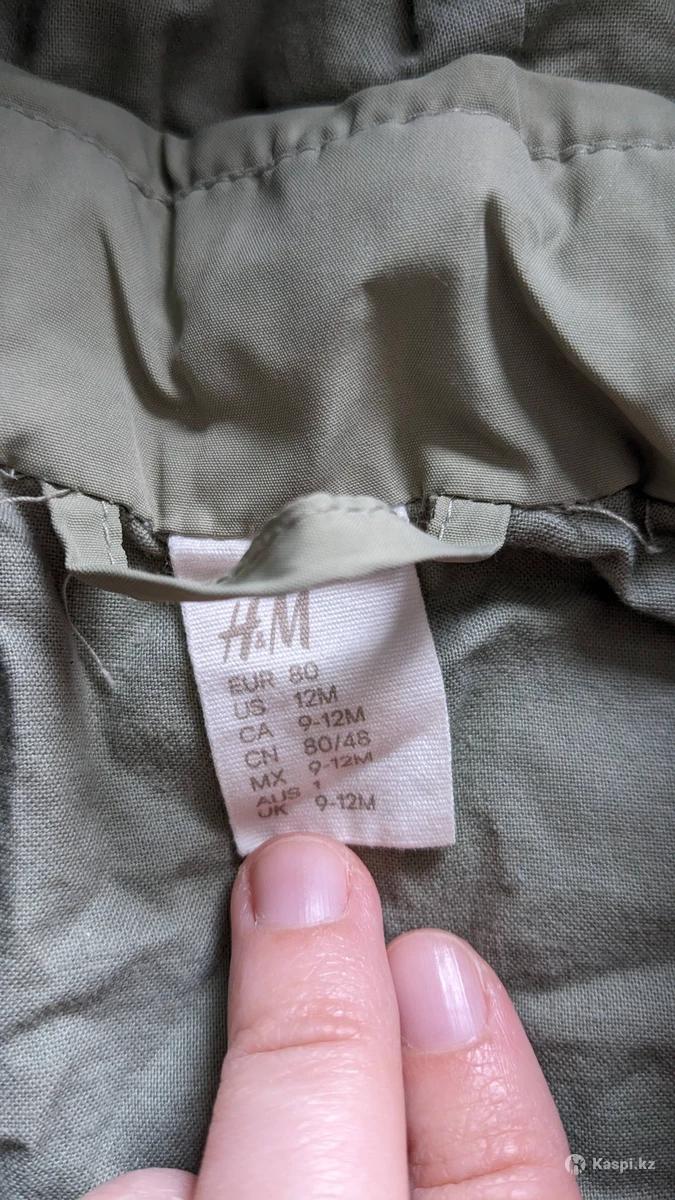 H&M
EUR 80
US 12M
CA 9-12M
CN 80/48
MX 9-12M
AUS 1
UK 9-12M
Kaspi.kz